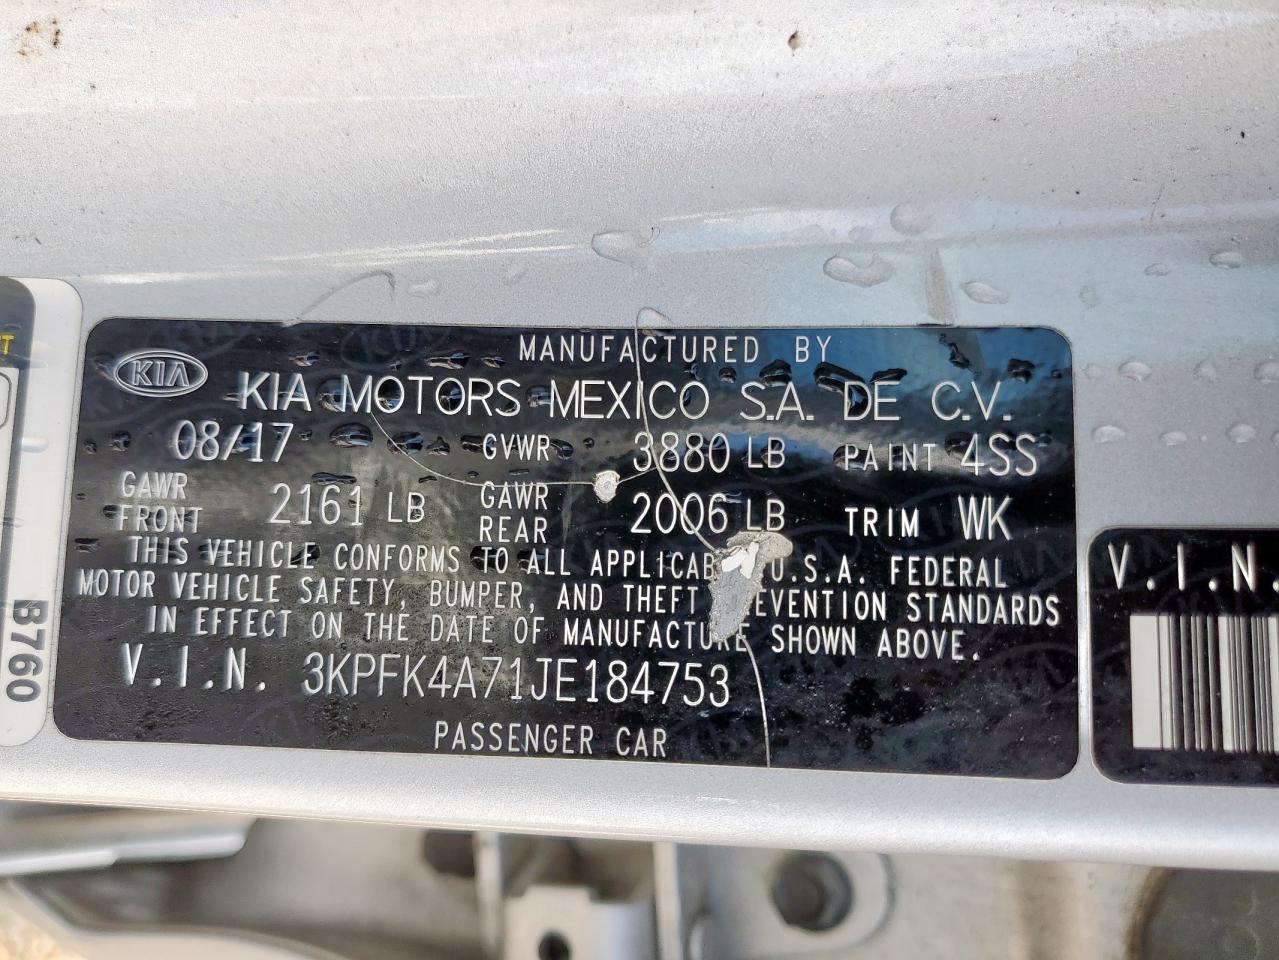 MANUFACTURED BY
KIA KIA MOTORS MEXICO S.A. DE C.V.
08/17 GVWR 3880 LB PAINT 4SS
GAWR FRONT 2161 LB GAWR REAR 2006 LB TRIM WK
THIS VEHICLE CONFORMS TO ALL U.S.A. FEDERAL
MOTOR VEHICLE SAFETY, BUMPER, AND THEFT STANDARDS
IN EFFECT ON THE DATE OF MANUFACTURE SHOWN ABOVE.
V.I.N. 3KPFK4A71JE184753
PASSENGER CAR
B760
V.I.N.